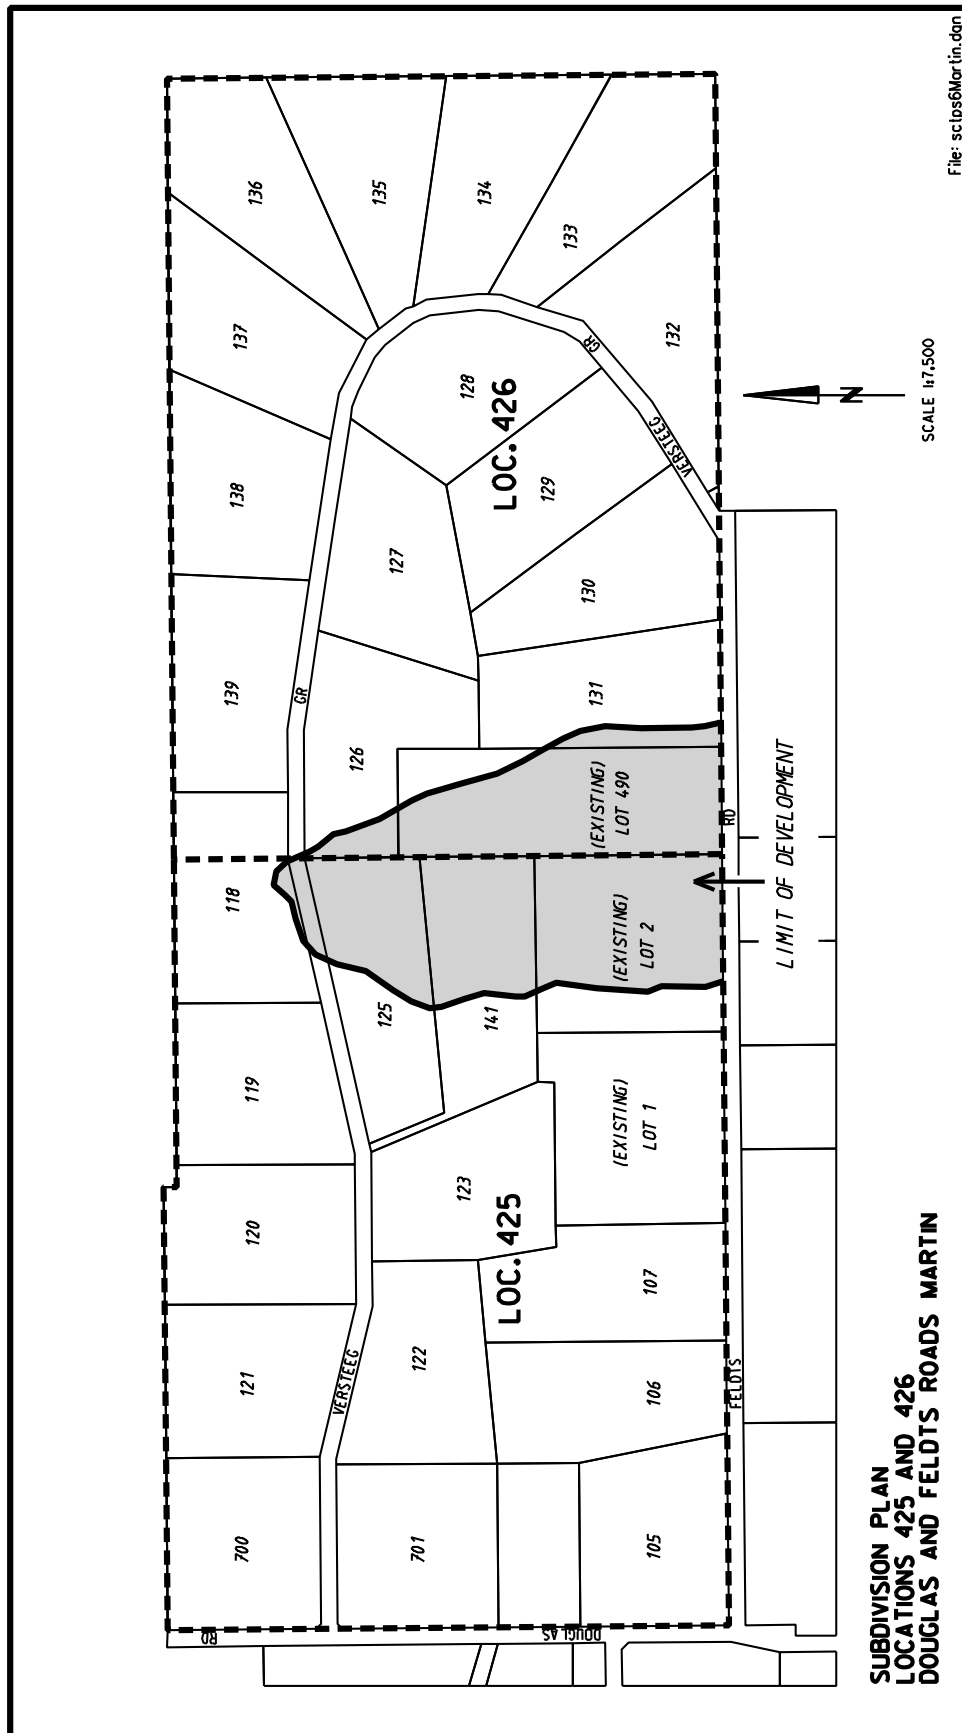 File: sctps6Martin.dgn
136
135
134
133
137
132
GR
128
LOC. 426
138
VERSTEEG
129
127
130
139
GR
131
126
(EXISTING)
LOT 490
RD
118
(EXISTING)
LOT 2
LIMIT OF DEVELOPMENT
125
141
119
(EXISTING)
LOT 1
123
120
LOC. 425
107
121
VERSTEEG
122
106
FELDTS
700
701
105
RD
DOUGLAS
N
SCALE 1:7,500
SUBDIVISION PLAN
LOCATIONS 425 AND 426
DOUGLAS AND FELDTS ROADS MARTIN